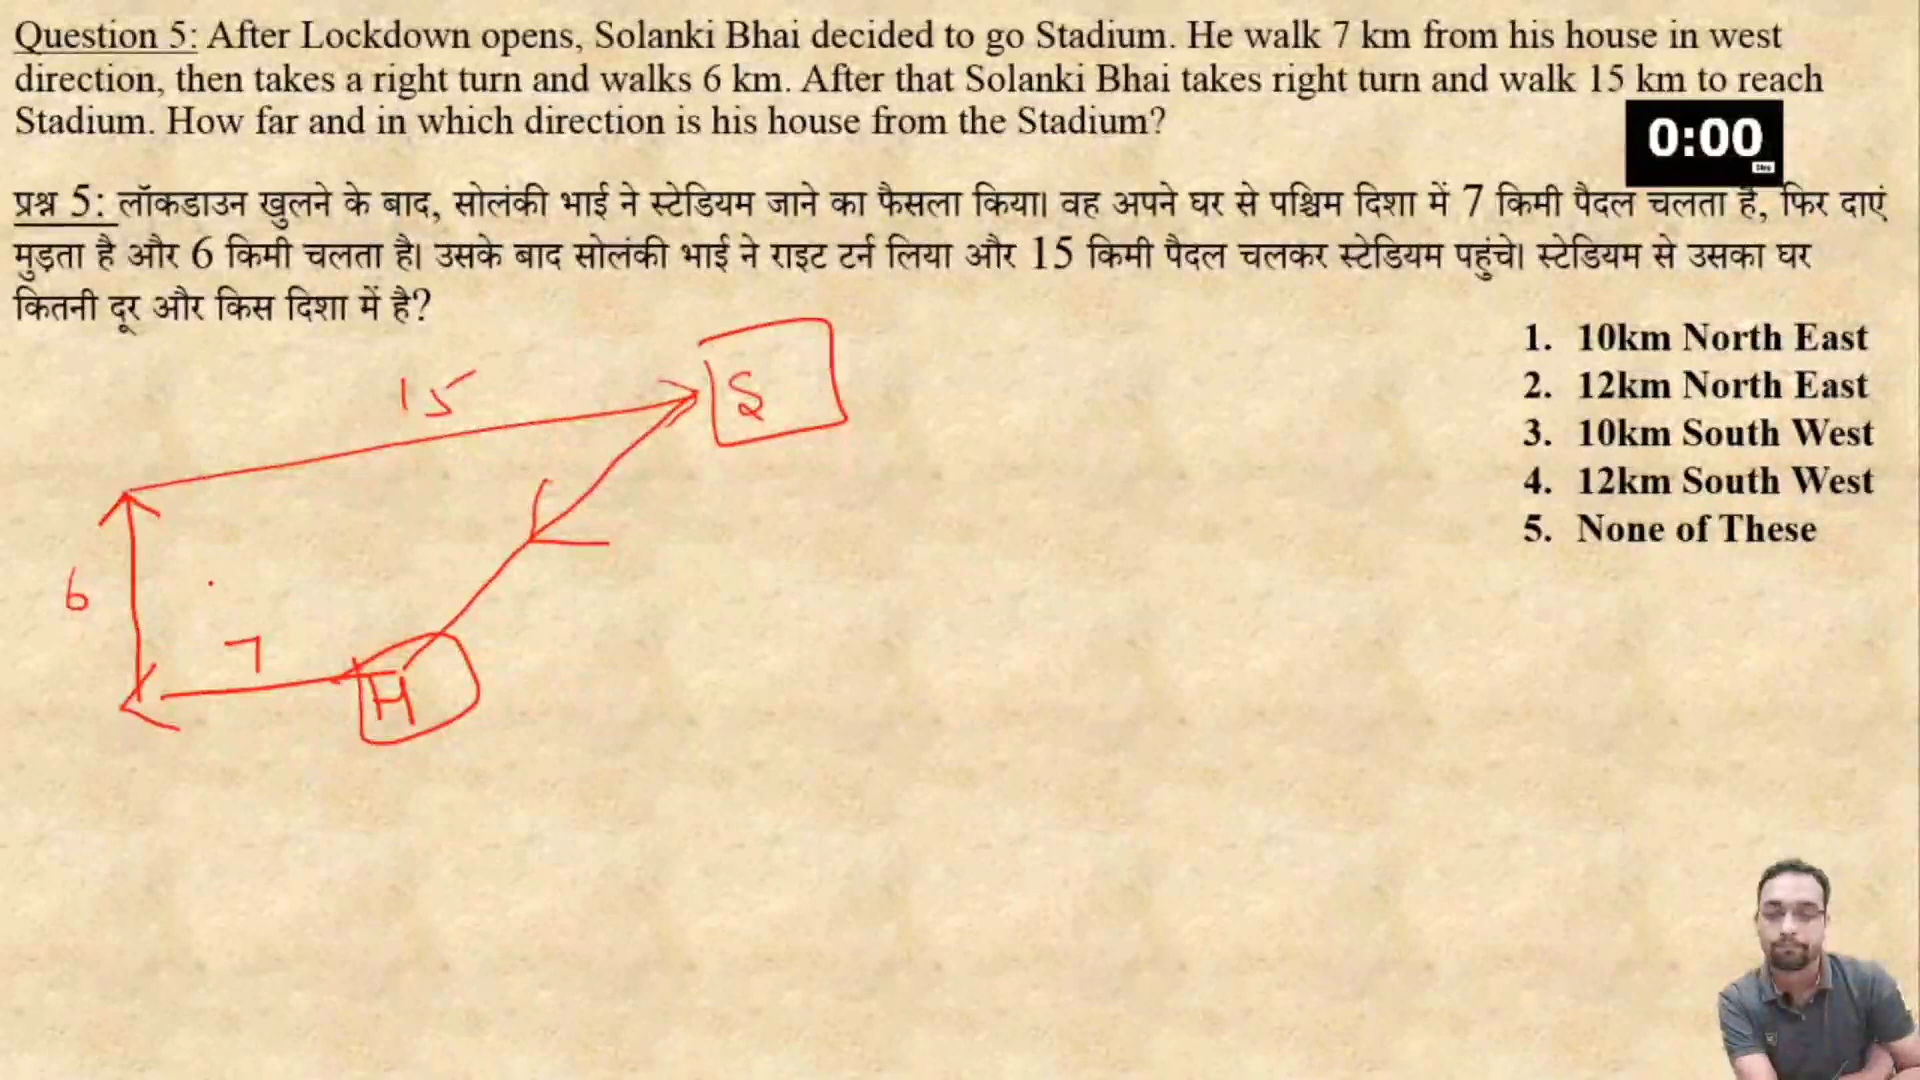 Question 5: After Lockdown opens, Solanki Bhai decided to go Stadium. He walk 7 km from his house in west
direction, then takes a right turn and walks 6 km. After that Solanki Bhai takes right turn and walk 15 km to reach
Stadium. How far and in which direction is his house from the Stadium?
0:00
प्रश्न 5: लॉकडाउन खुलने के बाद, सोलंकी भाई ने स्टेडियम जाने का फैसला किया। वह अपने घर से पश्चिम दिशा में 7 किमी पैदल चलता है, फिर दाएं
मुड़ता है और 6 किमी चलता है। उसके बाद सोलंकी भाई ने राइट टर्न लिया और 15 किमी पैदल चलकर स्टेडियम पहुंचे। स्टेडियम से उसका घर
कितनी दूर और किस दिशा में है?
1. 10km North East
2. 12km North East
3. 10km South West
4. 12km South West
5. None of These
15
S
6
7
H